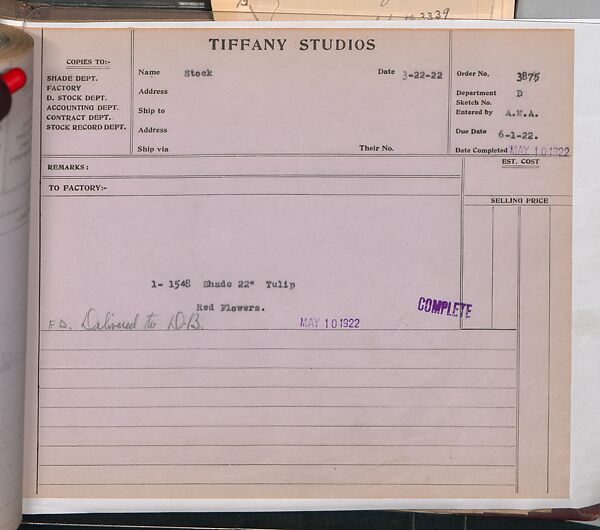 3339
TIFFANY STUDIOS
COPIES TO:-
SHADE DEPT.
FACTORY
D. STOCK DEPT.
ACCOUNTING DEPT.
CONTRACT DEPT.
STOCK RECORD DEPT.
Name Stock Date 3-22-22
Address
Ship to
Address
Ship via Their No.
Order No. 3875
Department D
Sketch No.
Entered by A.M.A.
Due Date 6-1-22.
Date Completed MAY 10 1922
REMARKS:
EST. COST
TO FACTORY:-
SELLING PRICE
1- 1548 Shade 22" Tulip
Red Flowers.
COMPLETE
F D. Delivered to D.B. MAY 10 1922